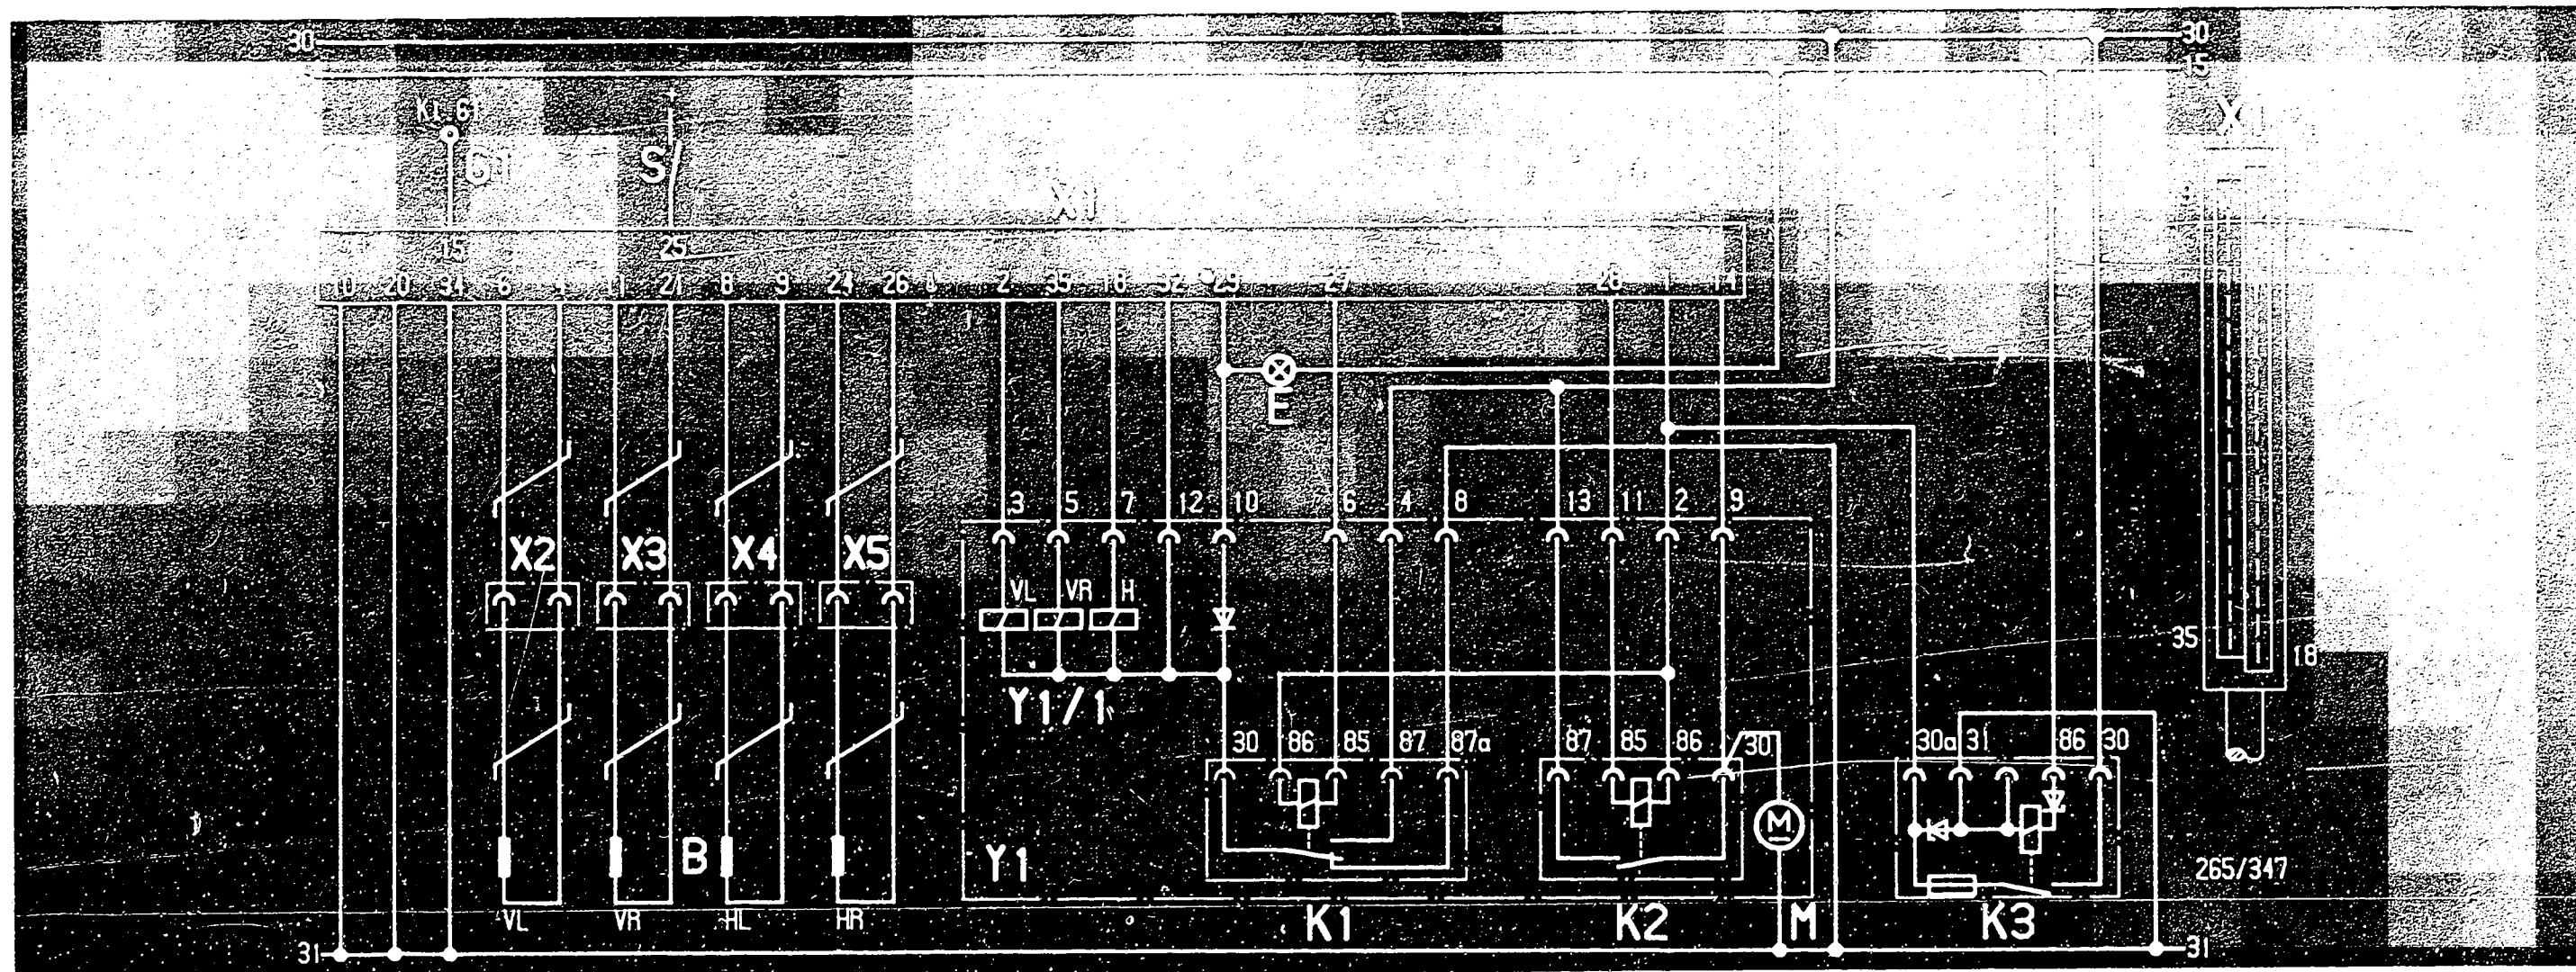 30 30
15
Kl. 61
G1
S
X1
X1
15 25
10 20 34 6 4 11 21 8 9 24 26 2 35 18 32 29 27 28 1 17
E
3 5 7 12 10 6 4 8 13 11 2 9
X2 X3 X4 X5
VL VR H
35 18
Y1/1
30 86 85 87 87a 87 85 86 30 30a 31 86 30
M
B
Y1
265/347
VL VR HL HR
K1 K2 M K3
31 31